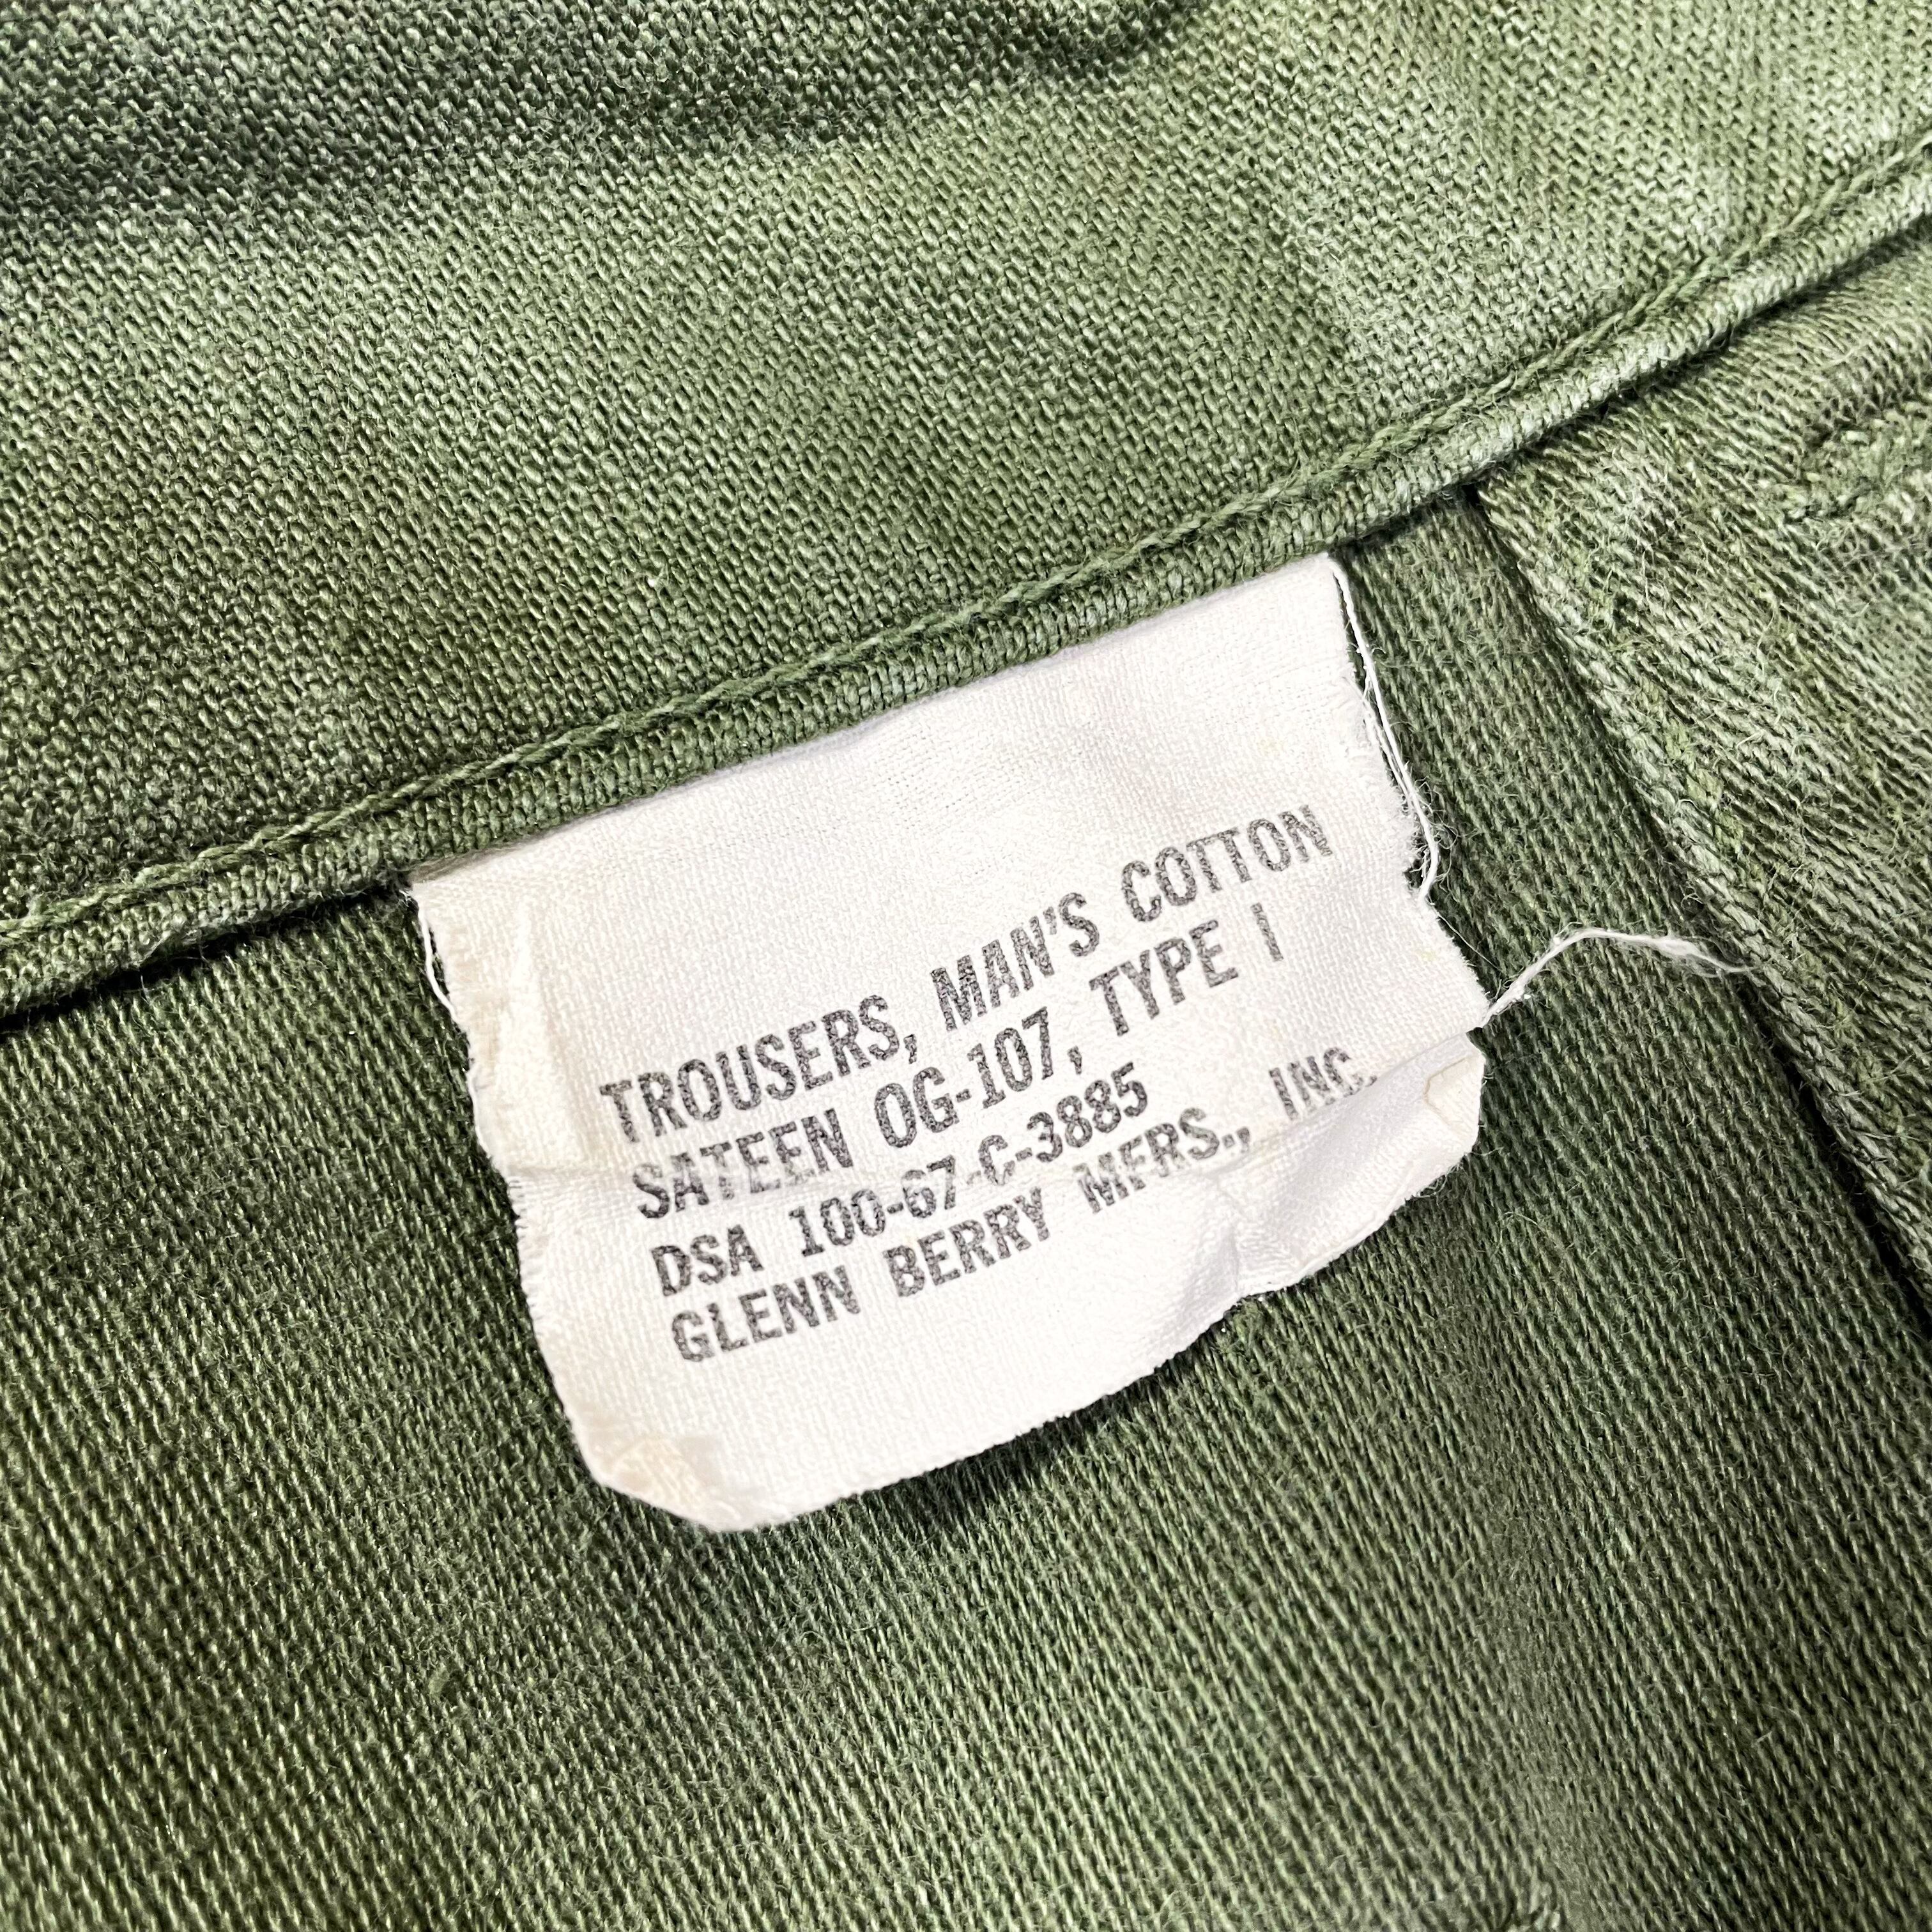 TROUSERS, MAN'S COTTON
SATEEN OG-107, TYPE I
DSA 100-67-C-3885
GLENN BERRY MFRS., INC.